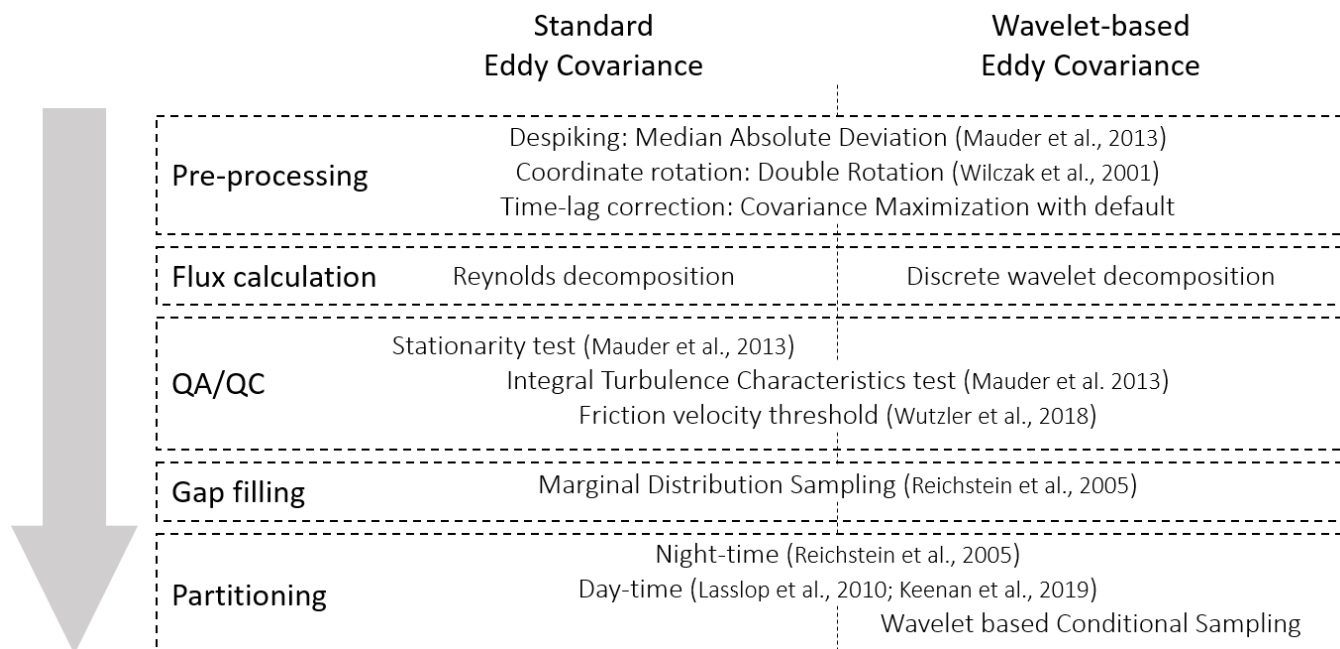 Standard
Eddy Covariance
Wavelet-based
Eddy Covariance
Pre-processing
Despiking: Median Absolute Deviation (Mauder et al., 2013)
Coordinate rotation: Double Rotation (Wilczak et al., 2001)
Time-lag correction: Covariance Maximization with default
Flux calculation
Reynolds decomposition
Discrete wavelet decomposition
QA/QC
Stationarity test (Mauder et al., 2013)
Integral Turbulence Characteristics test (Mauder et al. 2013)
Friction velocity threshold (Wutzler et al., 2018)
Gap filling
Marginal Distribution Sampling (Reichstein et al., 2005)
Partitioning
Night-time (Reichstein et al., 2005)
Day-time (Lasslop et al., 2010; Keenan et al., 2019)
Wavelet based Conditional Sampling